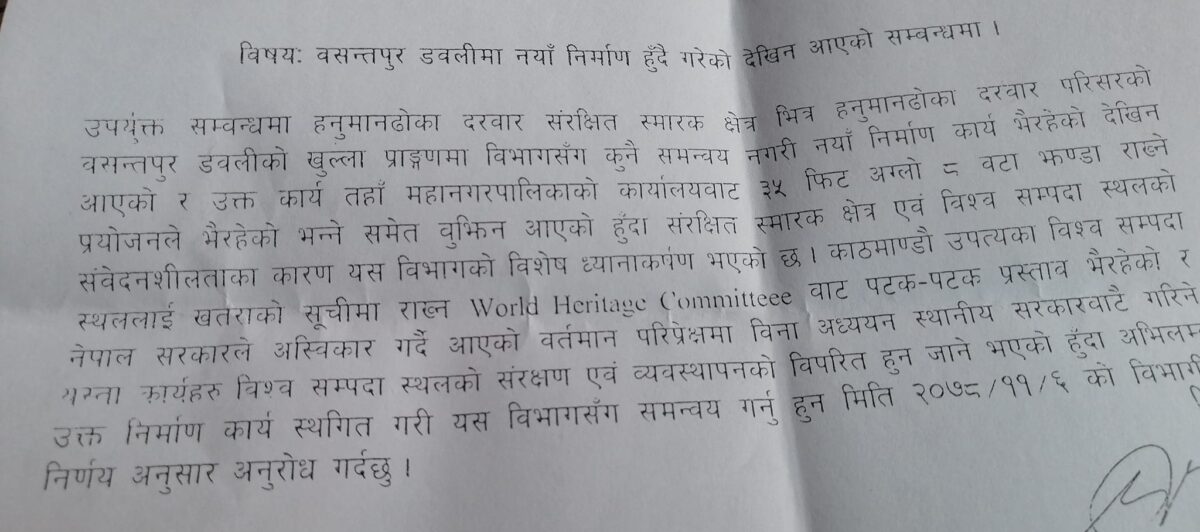 विषय: वसन्तपुर डवलीमा नयाँ निर्माण हुँदै गरेको देखिन आएको सम्वन्धमा ।
उपर्युक्त सम्वन्धमा हनुमानढोका दरवार संरक्षित स्मारक क्षेत्र भित्र हनुमानढोका दरवार परिसरको
वसन्तपुर डवलीको खुल्ला प्राङ्गणमा विभागसँग कुनै समन्वय नगरी नयाँ निर्माण कार्य भैरहेको देखिन
आएको र उक्त कार्य तहाँ महानगरपालिकाको कार्यालयवाट ३५ फिट अग्लो ८ वटा झण्डा राख्ने
प्रयोजनले भैरहेको भन्ने समेत वुझिन आएको हुँदा संरक्षित स्मारक क्षेत्र एवं विश्व सम्पदा स्थलको
संवेदनशीलताका कारण यस विभागको विशेष ध्यानाकर्षण भएको छ । काठमाण्डौ उपत्यका विश्व सम्पदा
स्थललाई खतराको सूचीमा राख्न World Heritage Committeee वाट पटक-पटक प्रस्ताव भैरहेको र
नेपाल सरकारले अस्विकार गर्दै आएको वर्तमान परिप्रेक्षमा विना अध्ययन स्थानीय सरकारवाटै गरिने
यस्ता कार्यहरु विश्व सम्पदा स्थलको संरक्षण एवं व्यवस्थापनको विपरित हुन जाने भएको हुँदा
उक्त निर्माण कार्य स्थगित गरी यस विभागसँग समन्वय गर्नु हुन मिति २०७८/११/६ को
निर्णय अनुसार अनुरोध गर्दछु ।